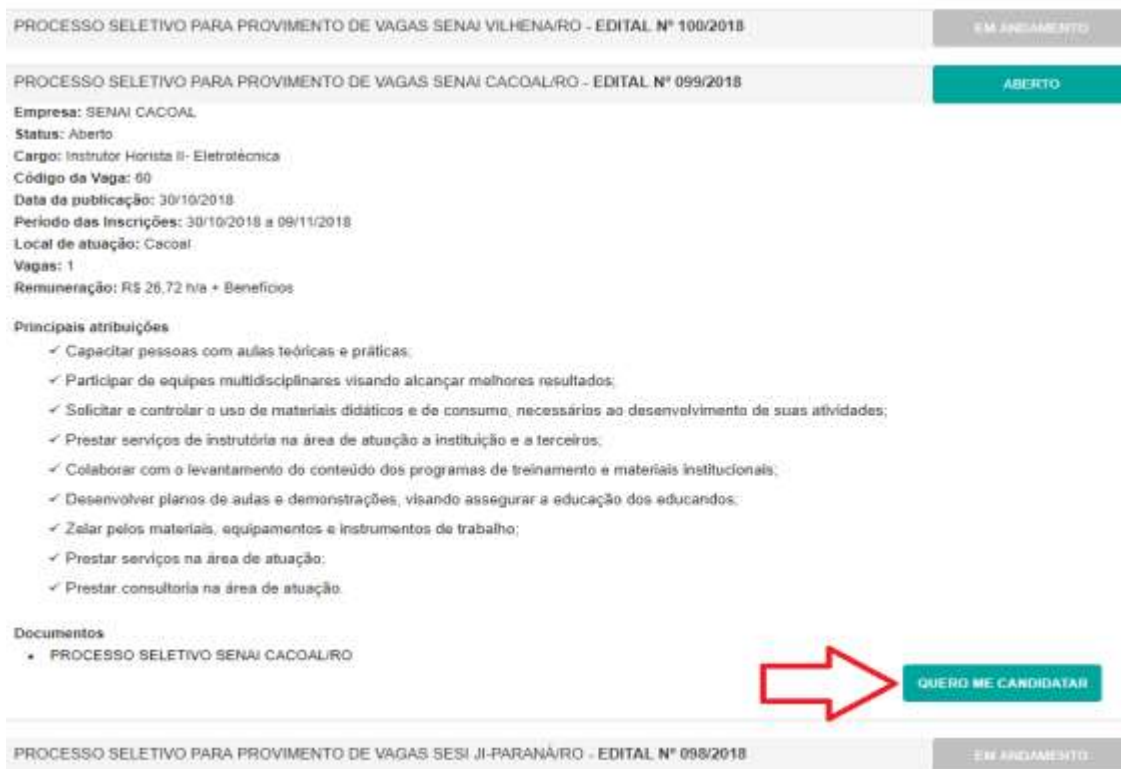 PROCESSO SELETIVO PARA PROVIMENTO DE VAGAS SENAI VILHENA/RO - EDITAL Nº 100/2018
EM ANDAMENTO
PROCESSO SELETIVO PARA PROVIMENTO DE VAGAS SENAI CACOAL/RO - EDITAL Nº 099/2018
ABERTO
Empresa: SENAI CACOAL
Status: Aberto
Cargo: Instrutor Horista II- Eletrotécnica
Código da Vaga: 60
Data da publicação: 30/10/2018
Período das Inscrições: 30/10/2018 a 09/11/2018
Local de atuação: Cacoal
Vagas: 1
Remuneração: R$ 26,72 h/a + Benefícios
Principais atribuições
✓ Capacitar pessoas com aulas teóricas e práticas;
✓ Participar de equipes multidisciplinares visando alcançar melhores resultados;
✓ Solicitar e controlar o uso de materiais didáticos e de consumo, necessários ao desenvolvimento de suas atividades;
✓ Prestar serviços de instrutória na área de atuação a instituição e a terceiros;
✓ Colaborar com o levantamento do conteúdo dos programas de treinamento e materiais institucionais;
✓ Desenvolver planos de aulas e demonstrações, visando assegurar a educação dos educandos;
✓ Zelar pelos materiais, equipamentos e instrumentos de trabalho;
✓ Prestar serviços na área de atuação;
✓ Prestar consultoria na área de atuação.
Documentos
• PROCESSO SELETIVO SENAI CACOAL/RO
QUERO ME CANDIDATAR
PROCESSO SELETIVO PARA PROVIMENTO DE VAGAS SESI JI-PARANÁ/RO - EDITAL Nº 098/2018
EM ANDAMENTO